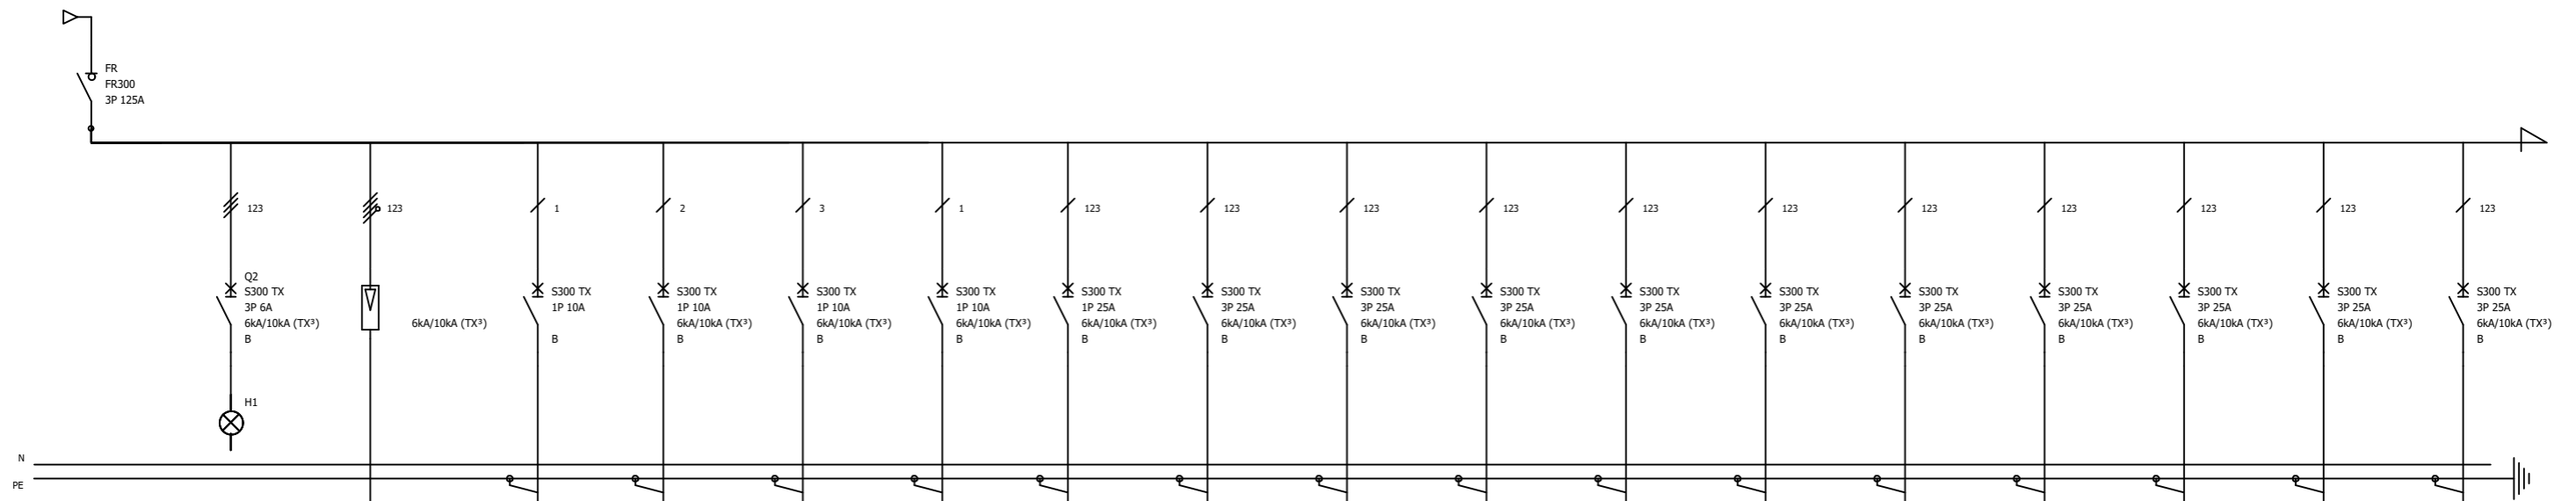 FR
FR300
3P 125A
123
123
1
2
3
1
123
123
123
123
123
123
123
123
123
123
123
Q2
S300 TX
3P 6A
6kA/10kA (TX³)
B
6kA/10kA (TX³)
S300 TX
1P 10A
B
S300 TX
1P 10A
6kA/10kA (TX³)
B
S300 TX
1P 10A
6kA/10kA (TX³)
B
S300 TX
1P 10A
6kA/10kA (TX³)
B
S300 TX
1P 25A
6kA/10kA (TX³)
B
S300 TX
3P 25A
6kA/10kA (TX³)
B
S300 TX
3P 25A
6kA/10kA (TX³)
B
S300 TX
3P 25A
6kA/10kA (TX³)
B
S300 TX
3P 25A
6kA/10kA (TX³)
B
S300 TX
3P 25A
6kA/10kA (TX³)
B
S300 TX
3P 25A
6kA/10kA (TX³)
B
S300 TX
3P 25A
6kA/10kA (TX³)
B
S300 TX
3P 25A
6kA/10kA (TX³)
B
S300 TX
3P 25A
6kA/10kA (TX³)
B
S300 TX
3P 25A
6kA/10kA (TX³)
B
H1
N
PE